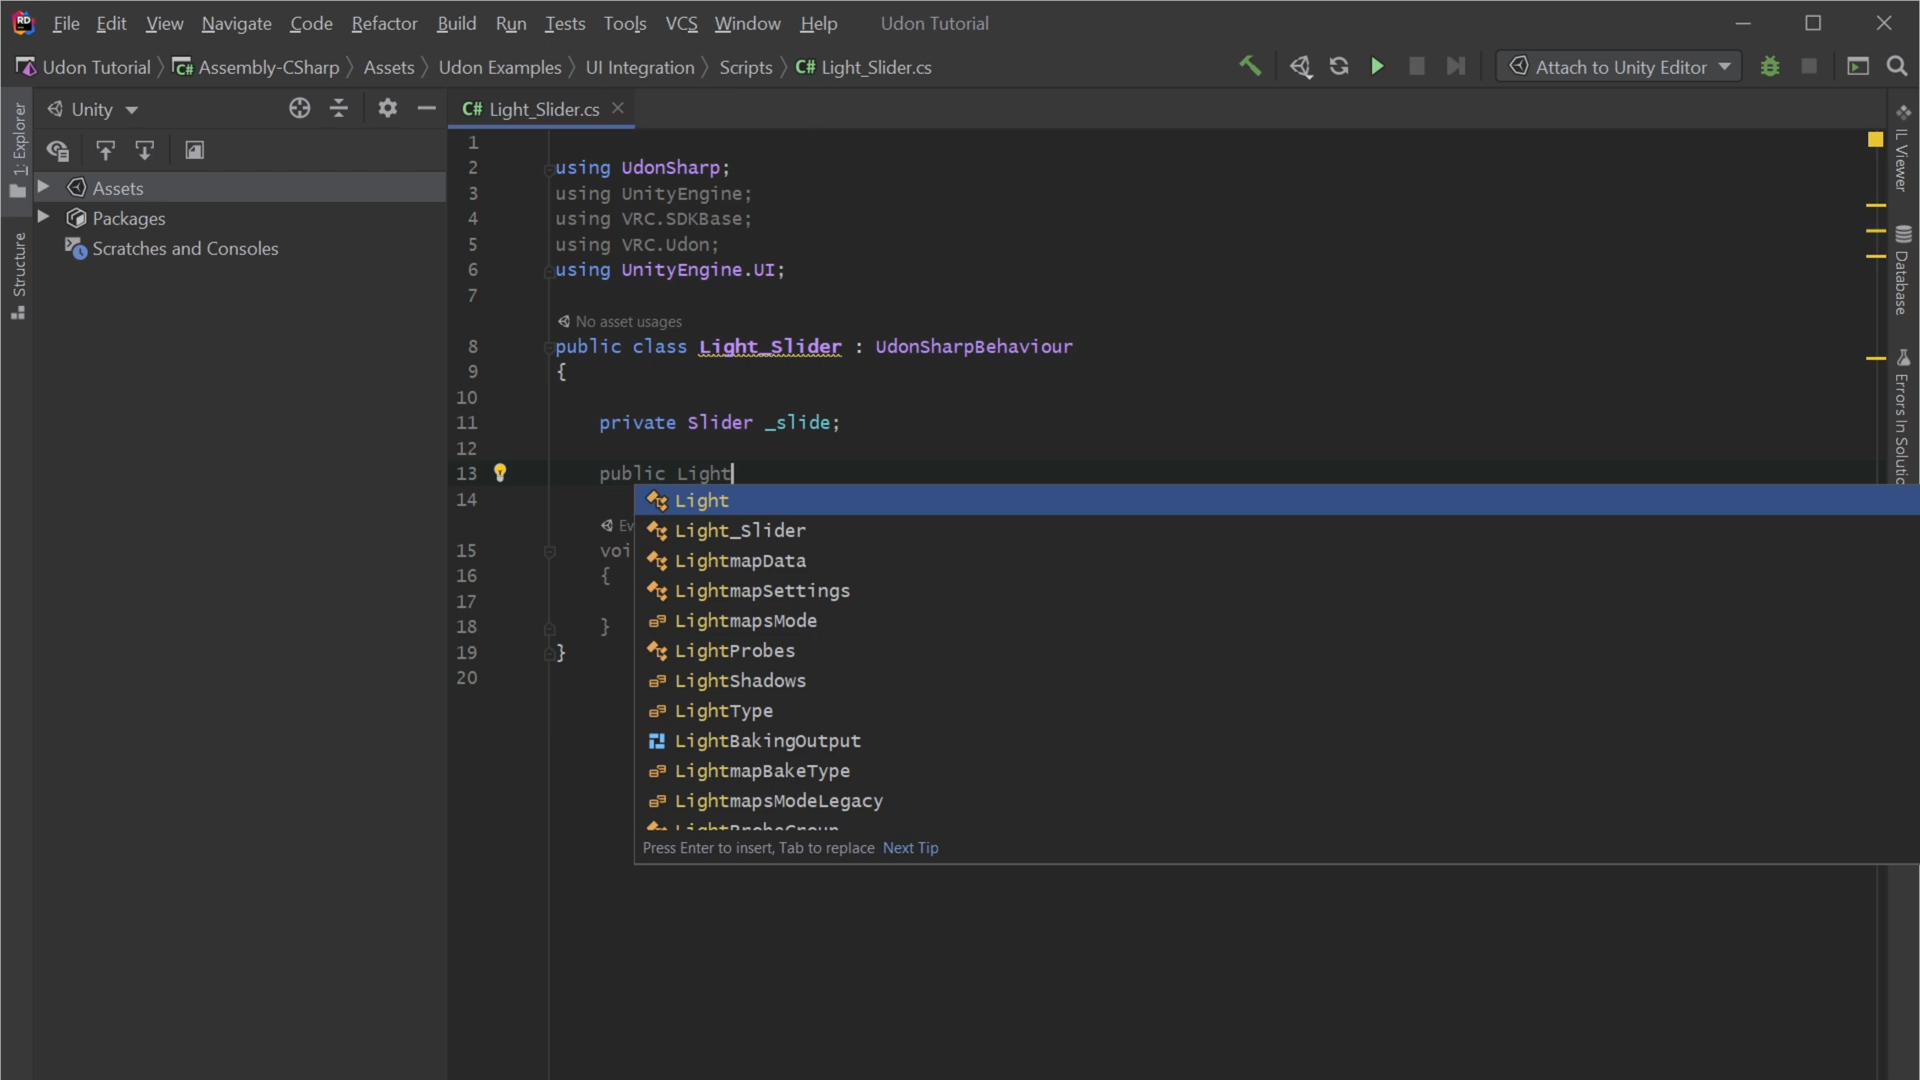 RD File Edit View Navigate Code Refactor Build Run Tests Tools VCS Window Help Udon Tutorial
Udon Tutorial Assembly-CSharp Assets Udon Examples UI Integration Scripts C# Light_Slider.cs Attach to Unity Editor
1: Explorer
Structure
Unity
Assets
Packages
Scratches and Consoles
C# Light_Slider.cs
1
2 using UdonSharp;
3 using UnityEngine;
4 using VRC.SDKBase;
5 using VRC.Udon;
6 using UnityEngine.UI;
7
No asset usages
8 public class Light_Slider : UdonSharpBehaviour
9 {
10
11 private Slider _slide;
12
13 public Light
14
Ev
15 voi
16 {
17
18 }
19 }
20
Light
Light_Slider
LightmapData
LightmapSettings
LightmapsMode
LightProbes
LightShadows
LightType
LightBakingOutput
LightmapBakeType
LightmapsModeLegacy
LightProbeGroup
Press Enter to insert, Tab to replace Next Tip
IL Viewer
Database
Errors In Soluti